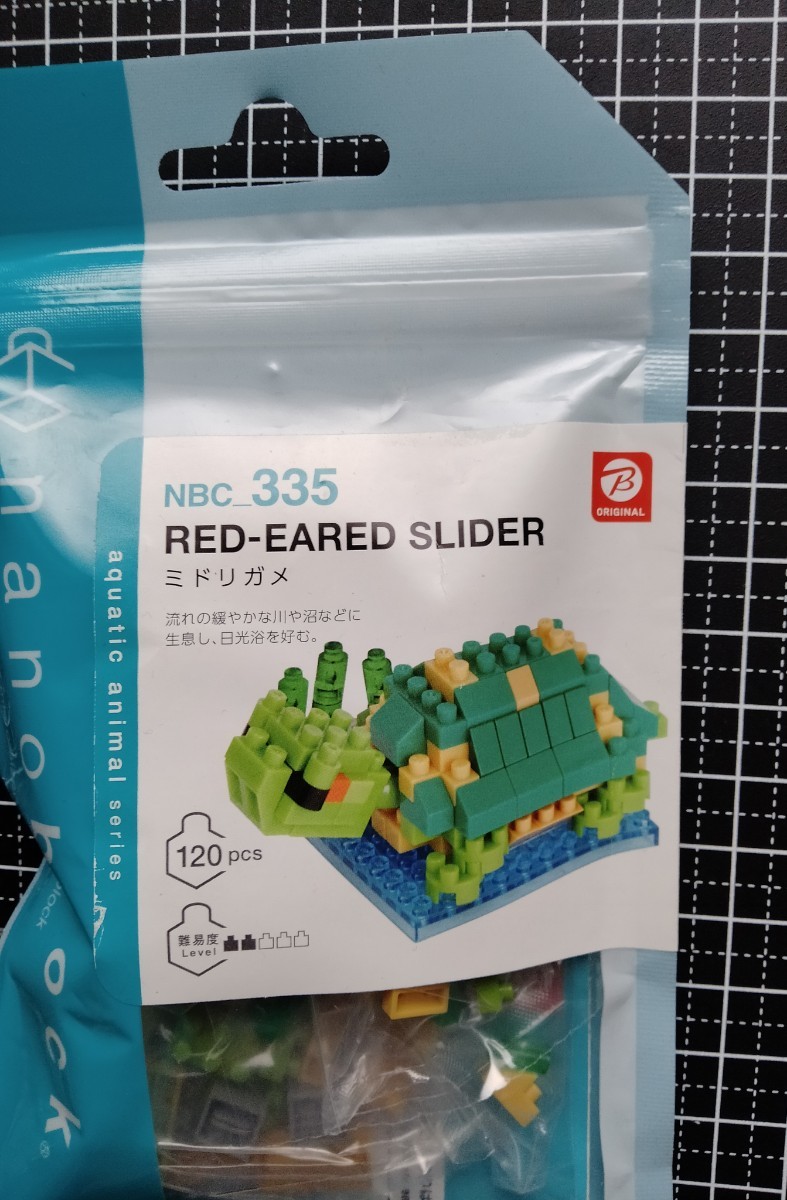 NBC_335
RED-EARED SLIDER
ミドリガメ
流れの緩やかな川や沼などに
生息し、日光浴を好む。
B
ORIGINAL
120 pcs
難易度
Level
aquatic animal series
nanoblock